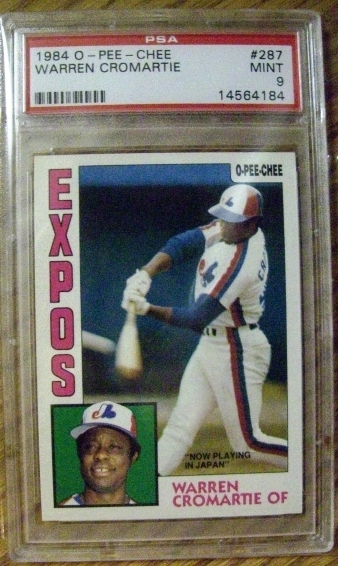 PSA
1984 O-PEE-CHEE #287
WARREN CROMARTIE MINT
9
14564184
O-PEE-CHEE
EXPOS
"NOW PLAYING
IN JAPAN"
WARREN
CROMARTIE OF